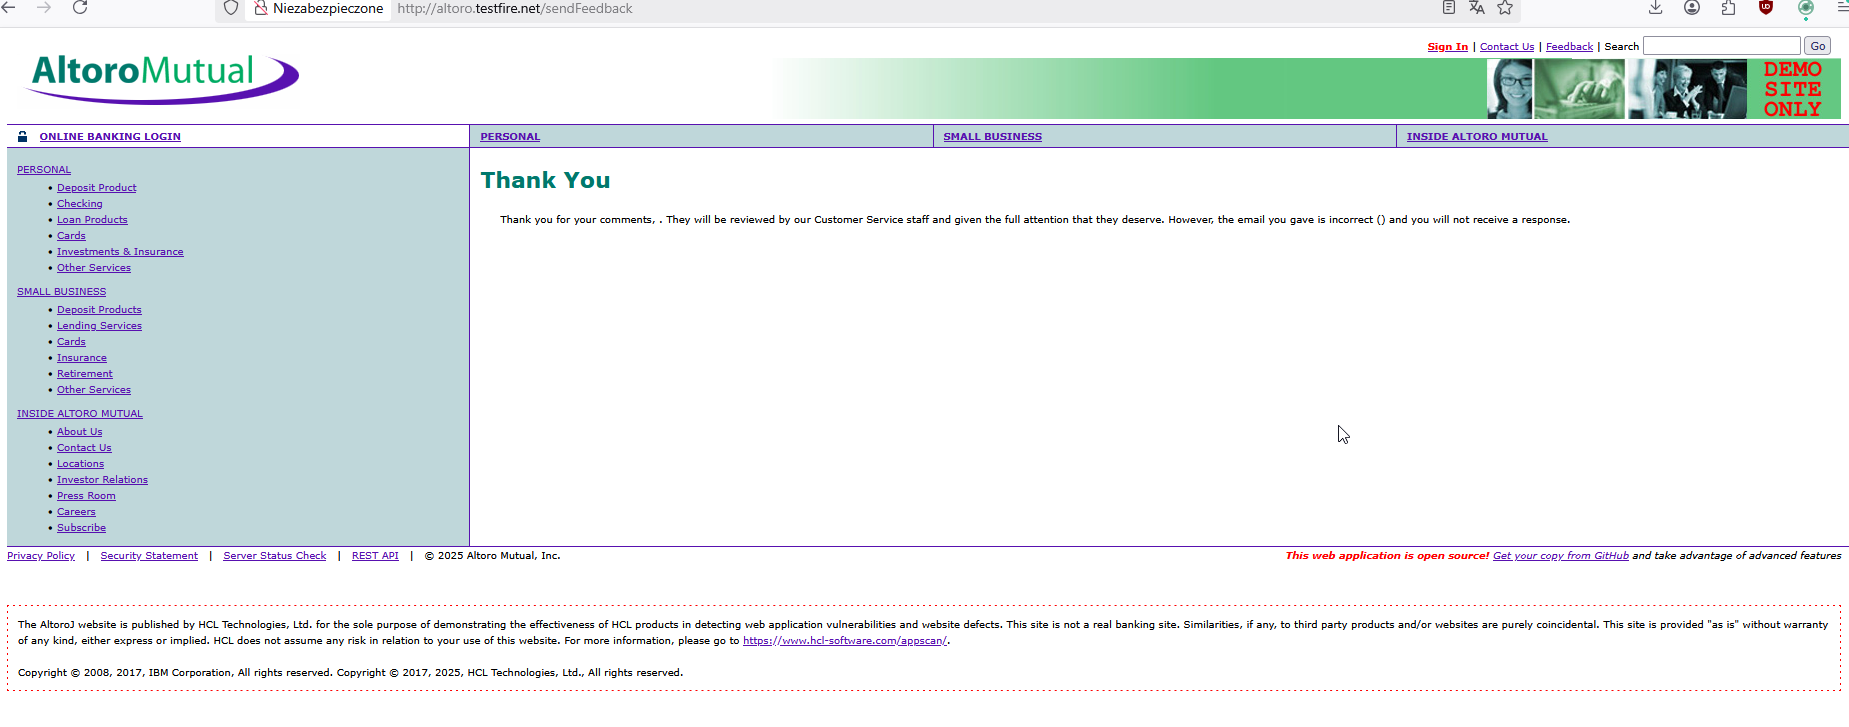 Niezabezpieczone http://altoro.testfire.net/sendFeedback
AltoroMutual
Sign In | Contact Us | Feedback | Search Go
DEMO
SITE
ONLY
ONLINE BANKING LOGIN
PERSONAL
SMALL BUSINESS
INSIDE ALTORO MUTUAL
PERSONAL
• Deposit Product
• Checking
• Loan Products
• Cards
• Investments & Insurance
• Other Services
SMALL BUSINESS
• Deposit Products
• Lending Services
• Cards
• Insurance
• Retirement
• Other Services
INSIDE ALTORO MUTUAL
• About Us
• Contact Us
• Locations
• Investor Relations
• Press Room
• Careers
• Subscribe
Thank You
Thank you for your comments, . They will be reviewed by our Customer Service staff and given the full attention that they deserve. However, the email you gave is incorrect () and you will not receive a response.
Privacy Policy | Security Statement | Server Status Check | REST API | © 2025 Altoro Mutual, Inc.
This web application is open source! Get your copy from GitHub and take advantage of advanced features
The AltoroJ website is published by HCL Technologies, Ltd. for the sole purpose of demonstrating the effectiveness of HCL products in detecting web application vulnerabilities and website defects. This site is not a real banking site. Similarities, if any, to third party products and/or websites are purely coincidental. This site is provided "as is" without warranty
of any kind, either express or implied. HCL does not assume any risk in relation to your use of this website. For more information, please go to https://www.hcl-software.com/appscan/.
Copyright © 2008, 2017, IBM Corporation, All rights reserved. Copyright © 2017, 2025, HCL Technologies, Ltd., All rights reserved.